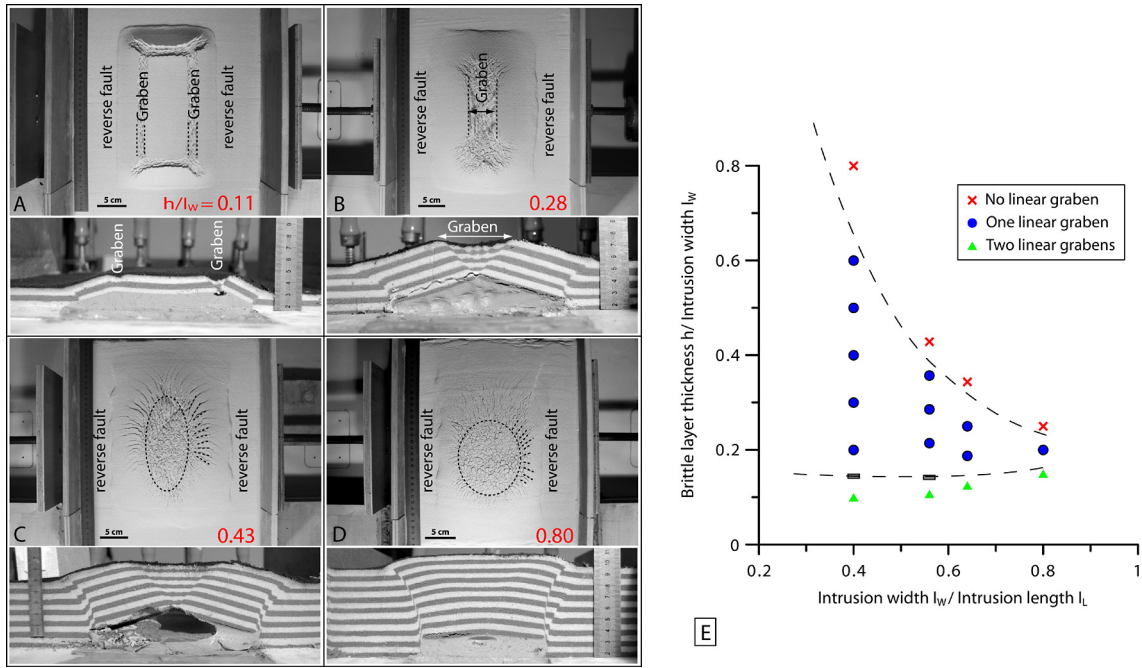 reverse fault
Graben
Graben
reverse fault
A
5 cm
h/lW = 0.11
Graben
Graben
reverse fault
Graben
reverse fault
B
5 cm
0.28
Graben
reverse fault
reverse fault
C
5 cm
0.43
reverse fault
reverse fault
D
5 cm
0.80
0.8
0.6
0.4
0.2
0
Brittle layer thickness h/ Intrusion width lW
No linear graben
One linear graben
Two linear grabens
0.2
0.4
0.6
0.8
1
Intrusion width lW/ Intrusion length lL
E